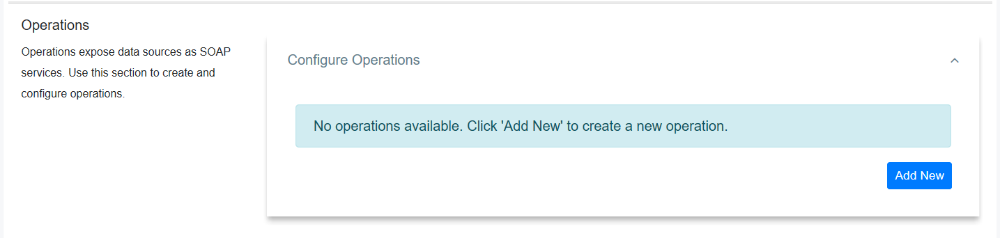 Operations
Operations expose data sources as SOAP
services. Use this section to create and
configure operations.
Configure Operations
No operations available. Click 'Add New' to create a new operation.
Add New